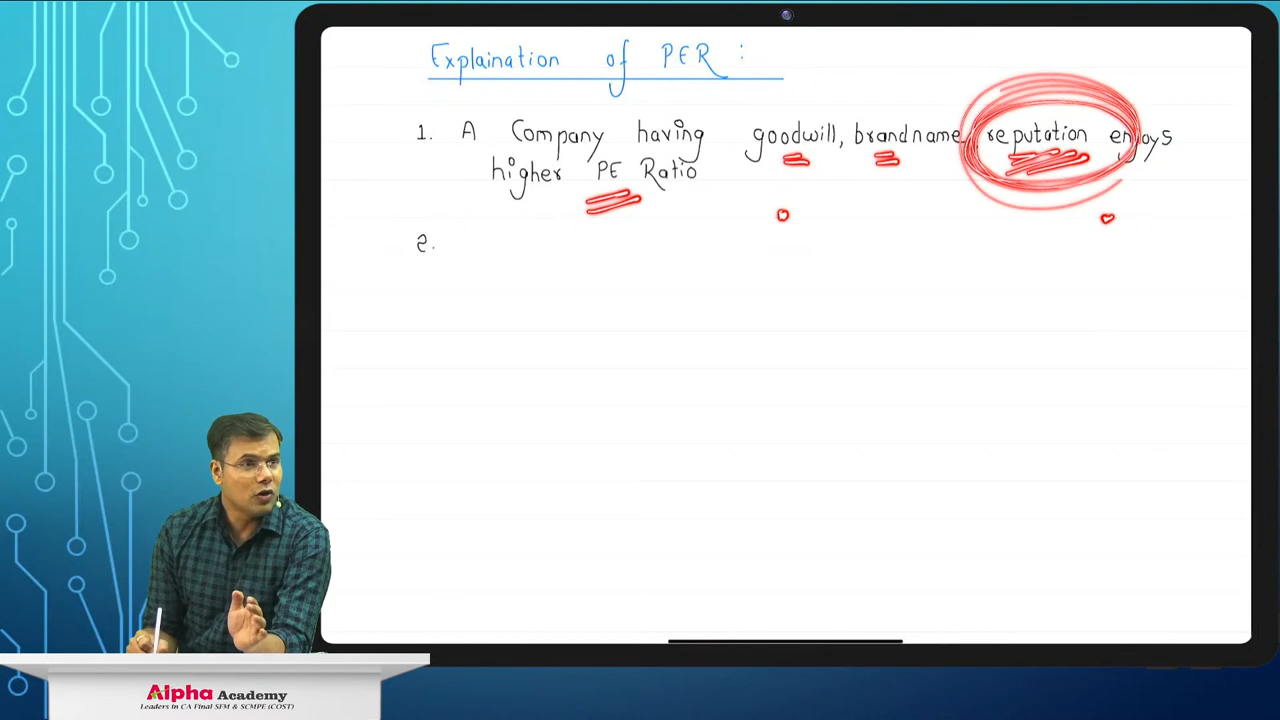 Explaination of PER :
1. A Company having goodwill, brandname, reputation enjoys
higher PE Ratio
2.
Alpha Academy
Leaders in CA Final SFM & SCMPE (COST)